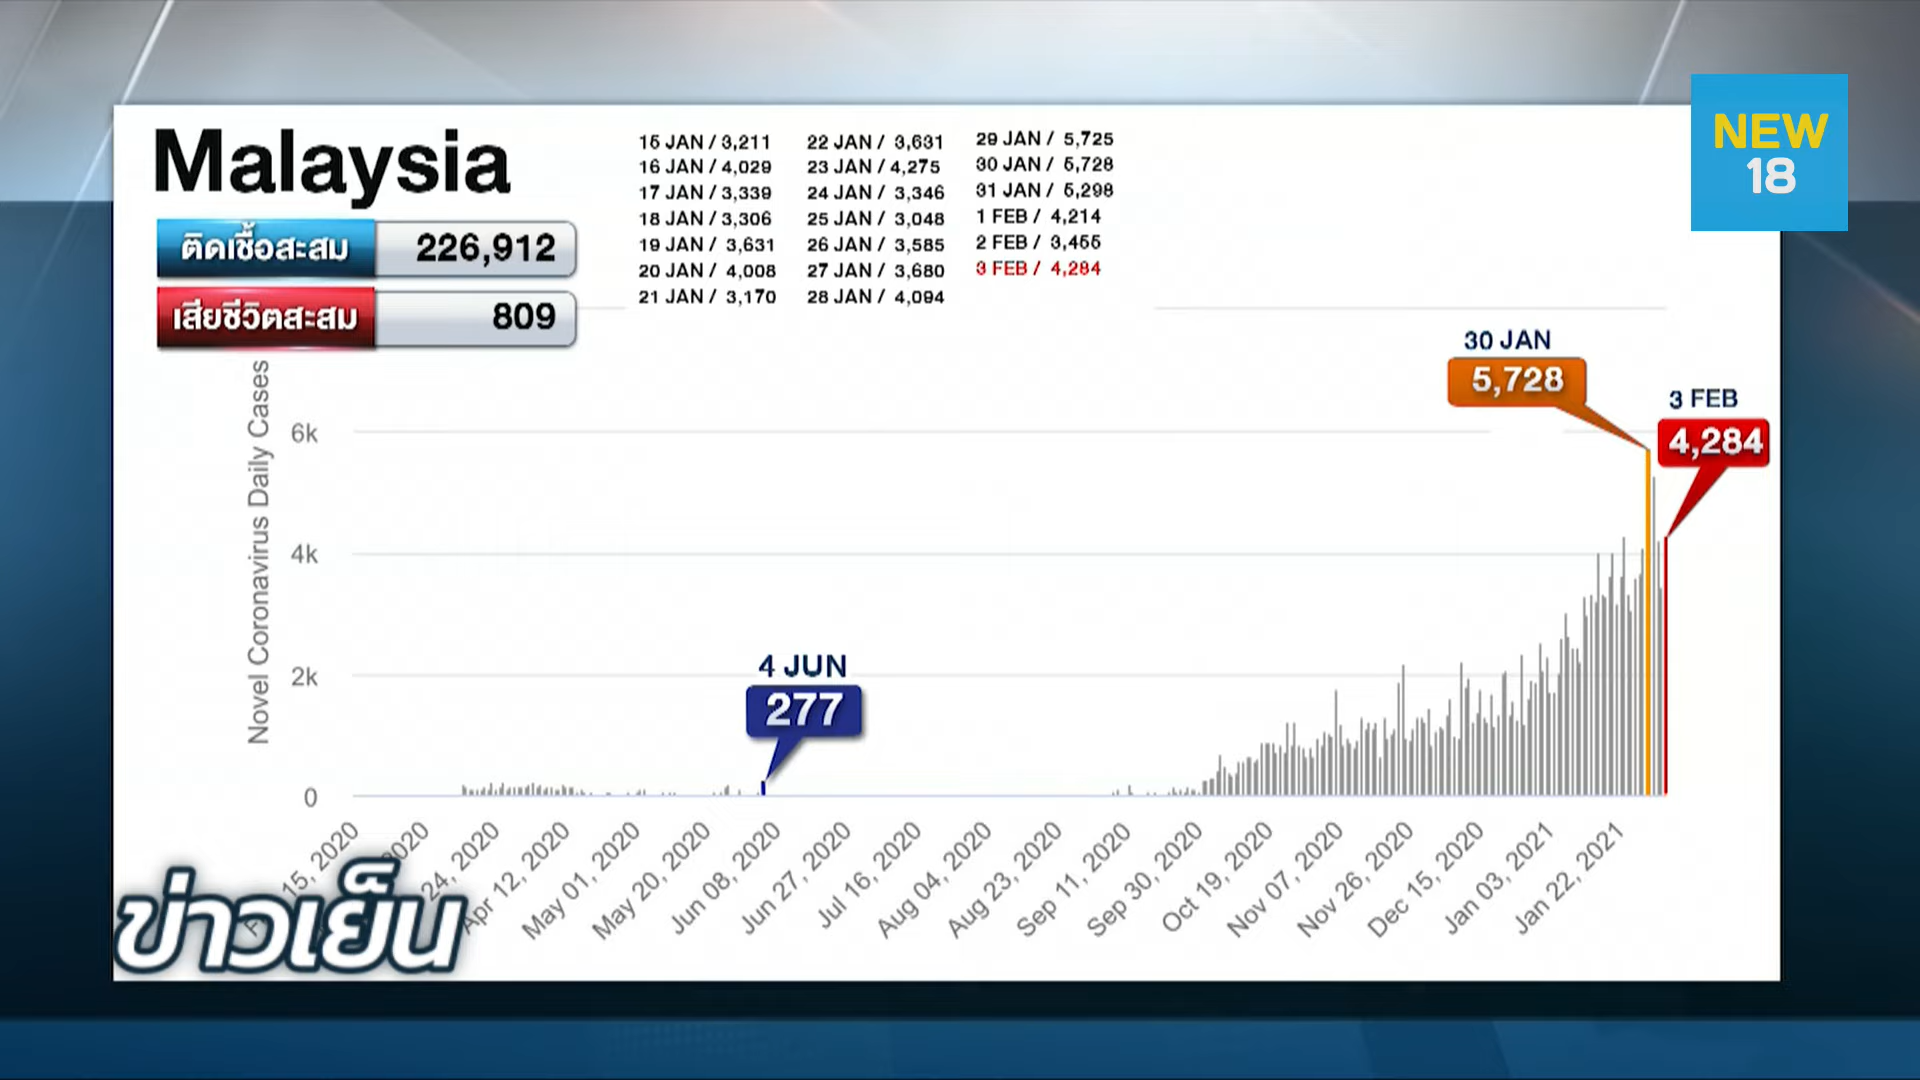 Malaysia
ติดเชื้อสะสม 226,912
เสียชีวิตสะสม 809
15 JAN / 3,211
16 JAN / 4,029
17 JAN / 3,339
18 JAN / 3,306
19 JAN / 3,631
20 JAN / 4,008
21 JAN / 3,170
22 JAN / 3,631
23 JAN / 4,275
24 JAN / 3,346
25 JAN / 3,048
26 JAN / 3,585
27 JAN / 3,680
28 JAN / 4,094
29 JAN / 5,725
30 JAN / 5,728
31 JAN / 5,298
1 FEB / 4,214
2 FEB / 3,455
3 FEB / 4,284
NEW
18
30 JAN
5,728
3 FEB
4,284
4 JUN
277
Novel Coronavirus Daily Cases
6k
4k
2k
0
15, 2020
2020
24, 2020
Apr 12, 2020
May 01, 2020
May 20, 2020
Jun 08, 2020
Jun 27, 2020
Jul 16, 2020
Aug 04, 2020
Aug 23, 2020
Sep 11, 2020
Sep 30, 2020
Oct 19, 2020
Nov 07, 2020
Nov 26, 2020
Dec 15, 2020
Jan 03, 2021
Jan 22, 2021
ข่าวเย็น